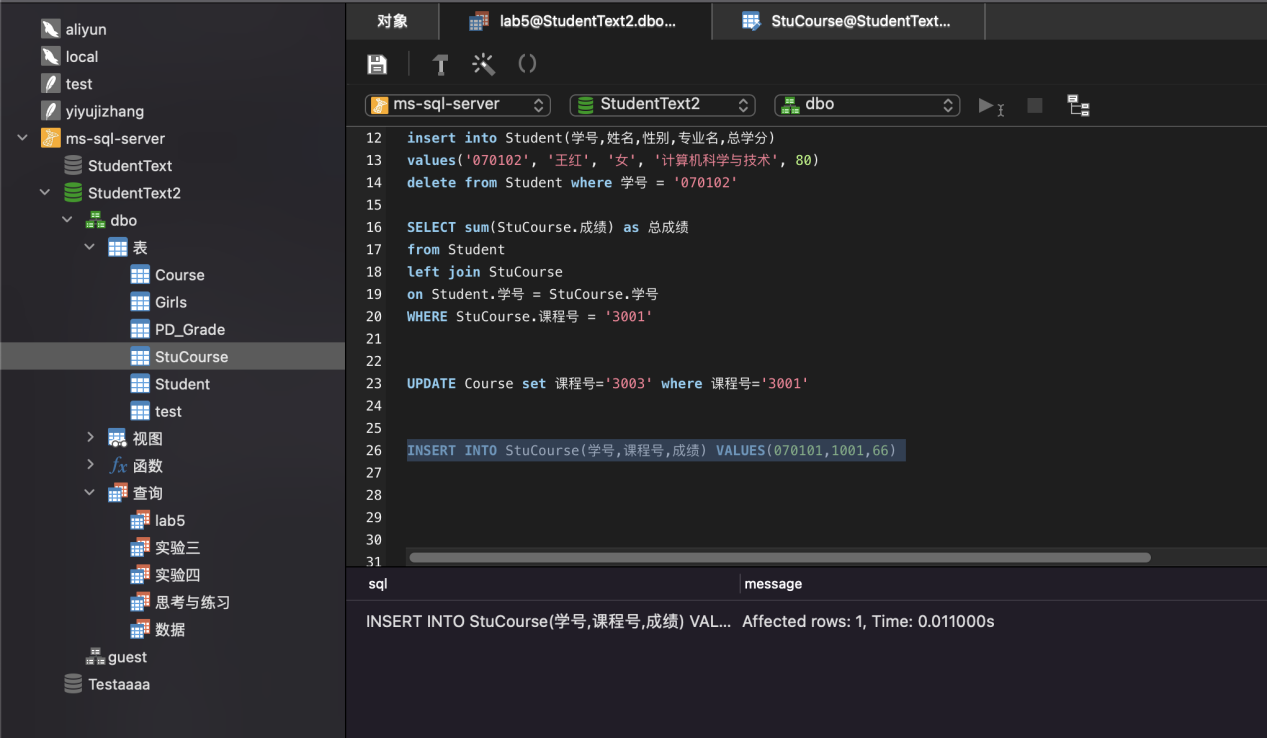 aliyun
local
test
yiyujizhang
ms-sql-server
StudentText
StudentText2
dbo
表
Course
Girls
PD_Grade
StuCourse
Student
test
视图
fx 函数
查询
lab5
实验三
实验四
思考与练习
数据
guest
Testaaaa
对象
lab5@StudentText2.dbo...
StuCourse@StudentText...
ms-sql-server
StudentText2
dbo
12 insert into Student(学号,姓名,性别,专业名,总学分)
13 values('070102', '王红', '女', '计算机科学与技术', 80)
14 delete from Student where 学号 = '070102'
15
16 SELECT sum(StuCourse.成绩) as 总成绩
17 from Student
18 left join StuCourse
19 on Student.学号 = StuCourse.学号
20 WHERE StuCourse.课程号 = '3001'
21
22
23 UPDATE Course set 课程号='3003' where 课程号='3001'
24
25
26 INSERT INTO StuCourse(学号,课程号,成绩) VALUES(070101,1001,66)
27
28
29
30
31
sql message
INSERT INTO StuCourse(学号,课程号,成绩) VAL... Affected rows: 1, Time: 0.011000s